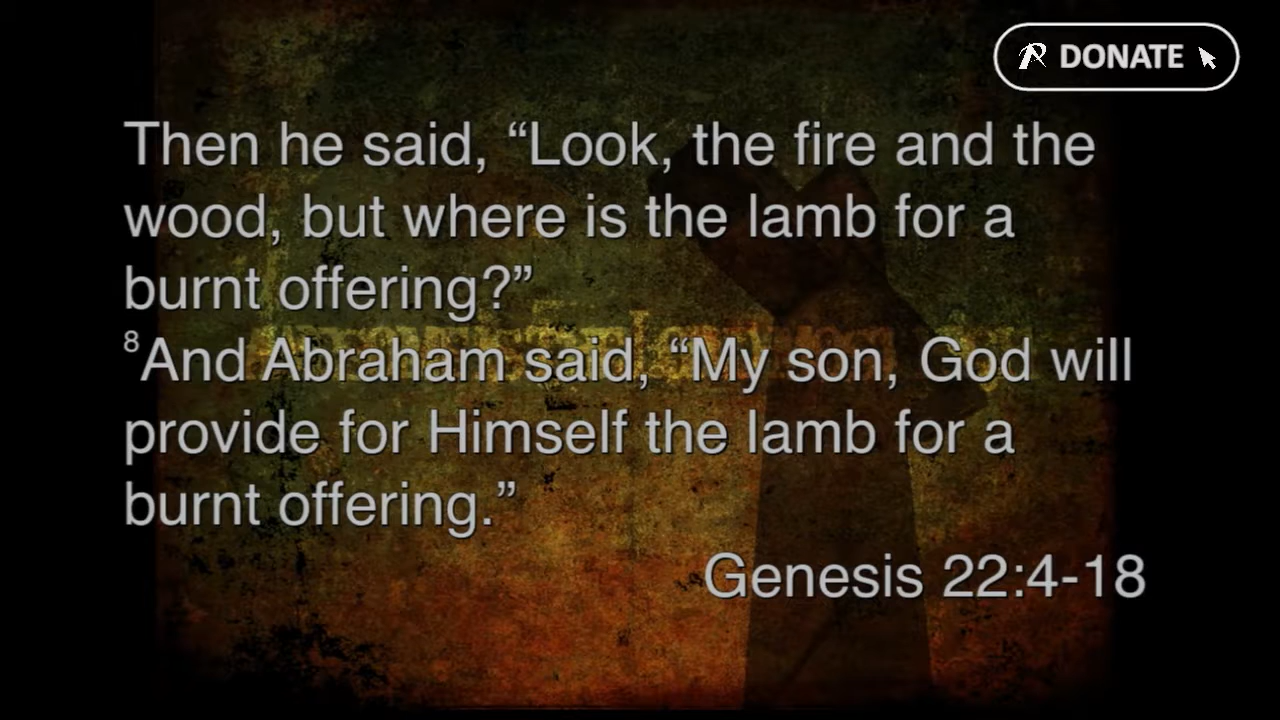 DONATE
Then he said, “Look, the fire and the
wood, but where is the lamb for a
burnt offering?”
8And Abraham said, “My son, God will
provide for Himself the lamb for a
burnt offering.”
Genesis 22:4-18